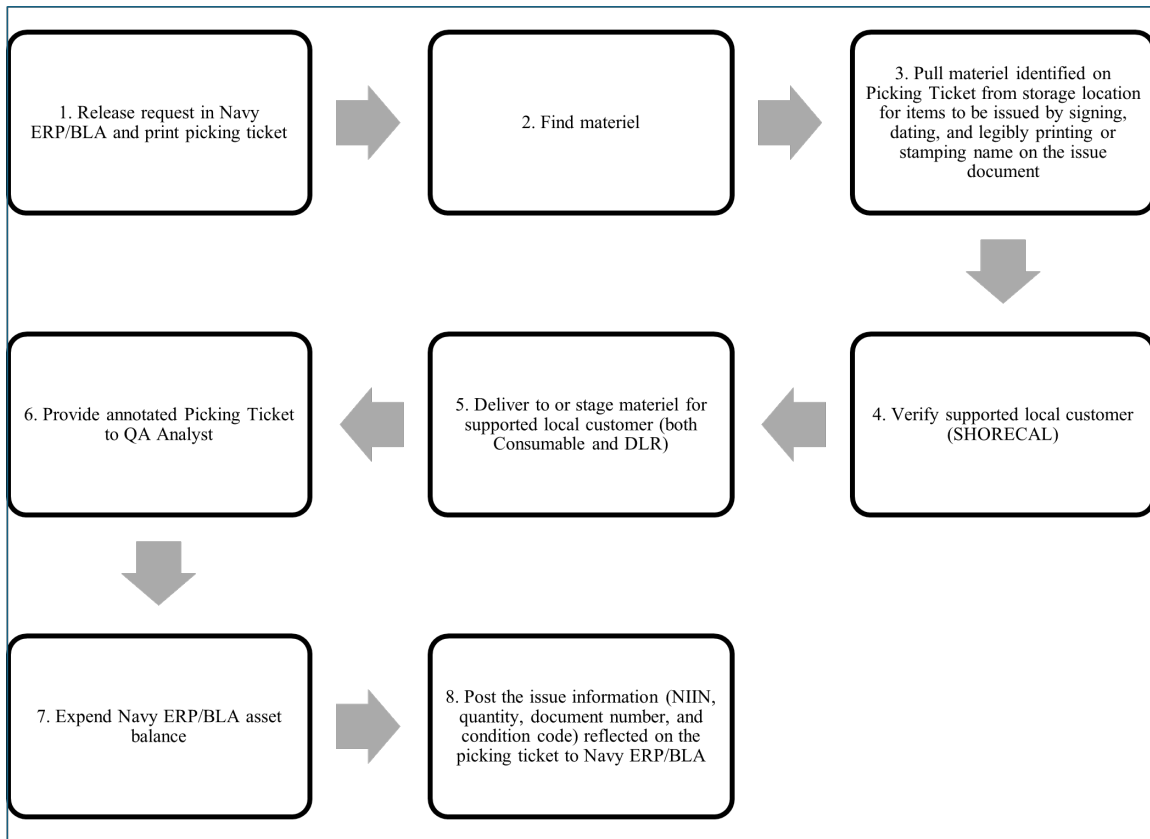 1. Release request in Navy
ERP/BLA and print picking ticket
2. Find materiel
3. Pull materiel identified on
Picking Ticket from storage location
for items to be issued by signing,
dating, and legibly printing or
stamping name on the issue
document
4. Verify supported local customer
(SHORECAL)
5. Deliver to or stage materiel for
supported local customer (both
Consumable and DLR)
6. Provide annotated Picking Ticket
to QA Analyst
7. Expend Navy ERP/BLA asset
balance
8. Post the issue information (NIIN,
quantity, document number, and
condition code) reflected on the
picking ticket to Navy ERP/BLA